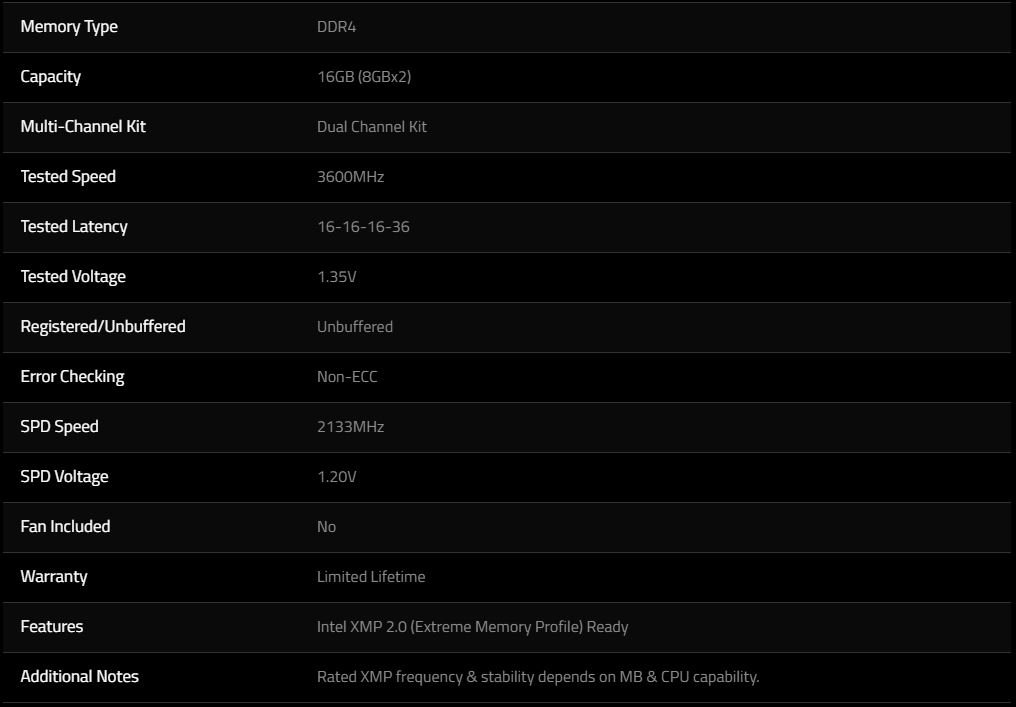 Memory Type DDR4
Capacity 16GB (8GBx2)
Multi-Channel Kit Dual Channel Kit
Tested Speed 3600MHz
Tested Latency 16-16-16-36
Tested Voltage 1.35V
Registered/Unbuffered Unbuffered
Error Checking Non-ECC
SPD Speed 2133MHz
SPD Voltage 1.20V
Fan Included No
Warranty Limited Lifetime
Features Intel XMP 2.0 (Extreme Memory Profile) Ready
Additional Notes Rated XMP frequency & stability depends on MB & CPU capability.